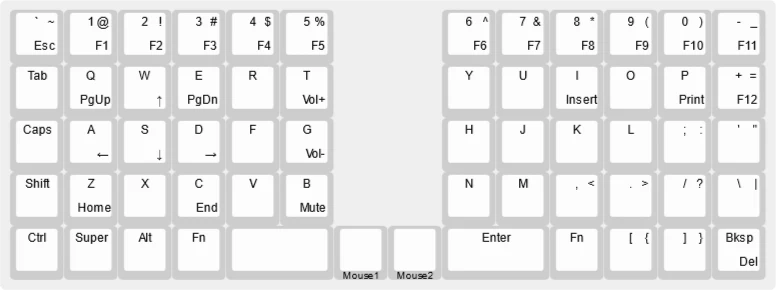 ` ~ 1 @ 2 ! 3 # 4 $ 5 % 6 ^ 7 & 8 * 9 ( 0 ) - _
Esc F1 F2 F3 F4 F5 F6 F7 F8 F9 F10 F11
Tab Q W E R T Y U I O P + =
PgUp ↑ PgDn Vol+ Insert Print F12
Caps A S D F G H J K L ; : ' "
← ↓ → Vol-
Shift Z X C V B N M , < . > / ? \ |
Home End Mute
Ctrl Super Alt Fn Enter Fn [ { ] } Bksp
Del
Mouse1 Mouse2